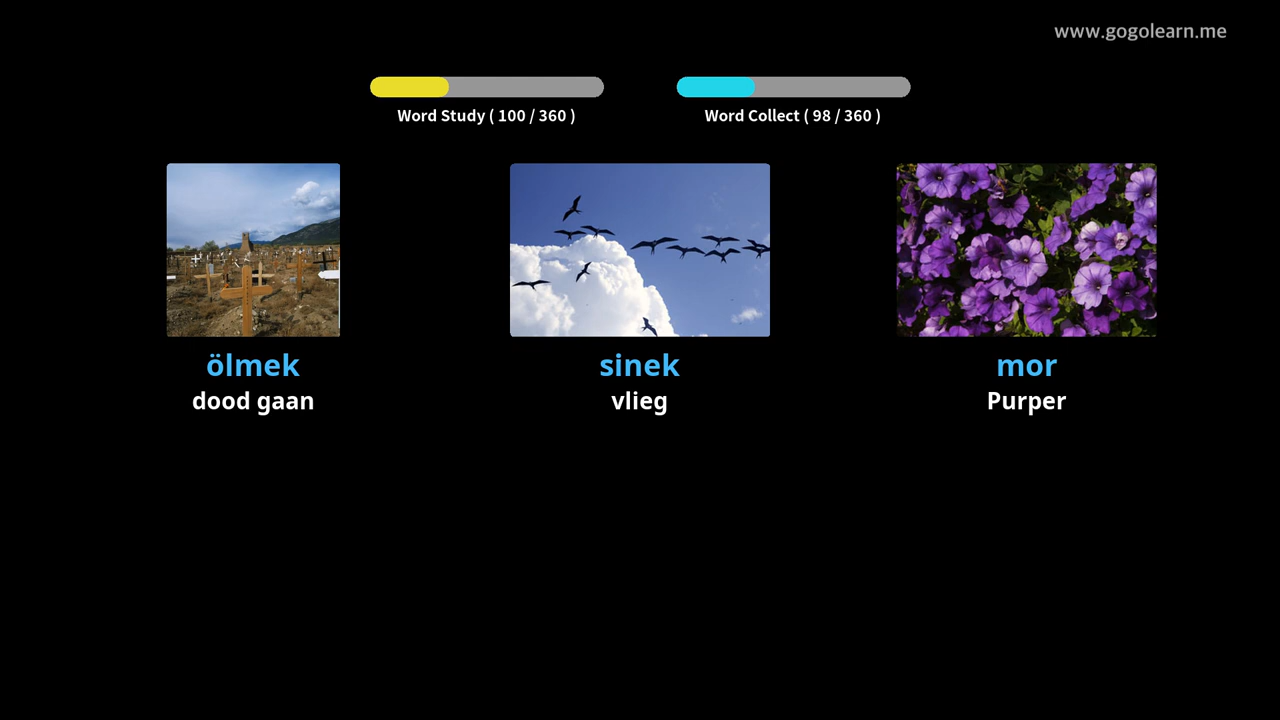 www.gogolearn.me
Word Study ( 100 / 360 )
Word Collect ( 98 / 360 )
ölmek
dood gaan
sinek
vlieg
mor
Purper